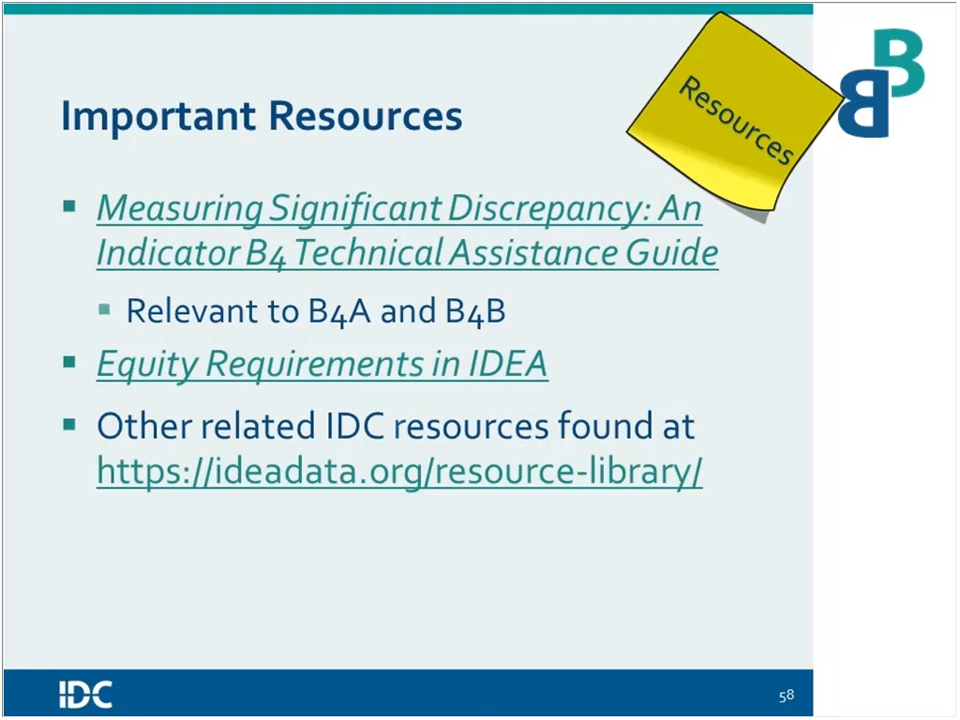 Important Resources
Resources
B
B
Measuring Significant Discrepancy: An
Indicator B4 Technical Assistance Guide
Relevant to B4A and B4B
Equity Requirements in IDEA
Other related IDC resources found at
https://ideadata.org/resource-library/
IDC
58